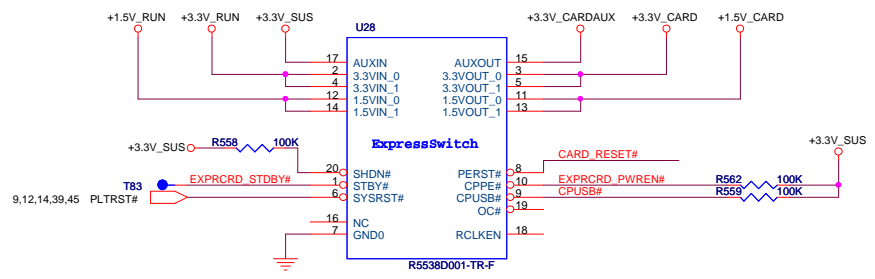 +1.5V_RUN +3.3V_RUN +3.3V_SUS +3.3V_CARDAUX +3.3V_CARD +1.5V_CARD
U28
17 AUXIN AUXOUT 15
2 3.3VIN_0 3.3VOUT_0 3
4 3.3VIN_1 3.3VOUT_1 5
12 1.5VIN_0 1.5VOUT_0 11
14 1.5VIN_1 1.5VOUT_1 13
ExpressSwitch
+3.3V_SUS R558 100K +3.3V_SUS
CARD_RESET#
20 SHDN# PERST# 8
T83 EXPRCRD_STDBY# 1 STBY# CPPE# 10 EXPRCRD_PWREN# R562 100K
9,12,14,39,45 PLTRST# 6 SYSRST# CPUSB# 9 CPUSB# R559 100K
OC# 19
16 NC
7 GND0 RCLKEN 18
R5538D001-TR-F